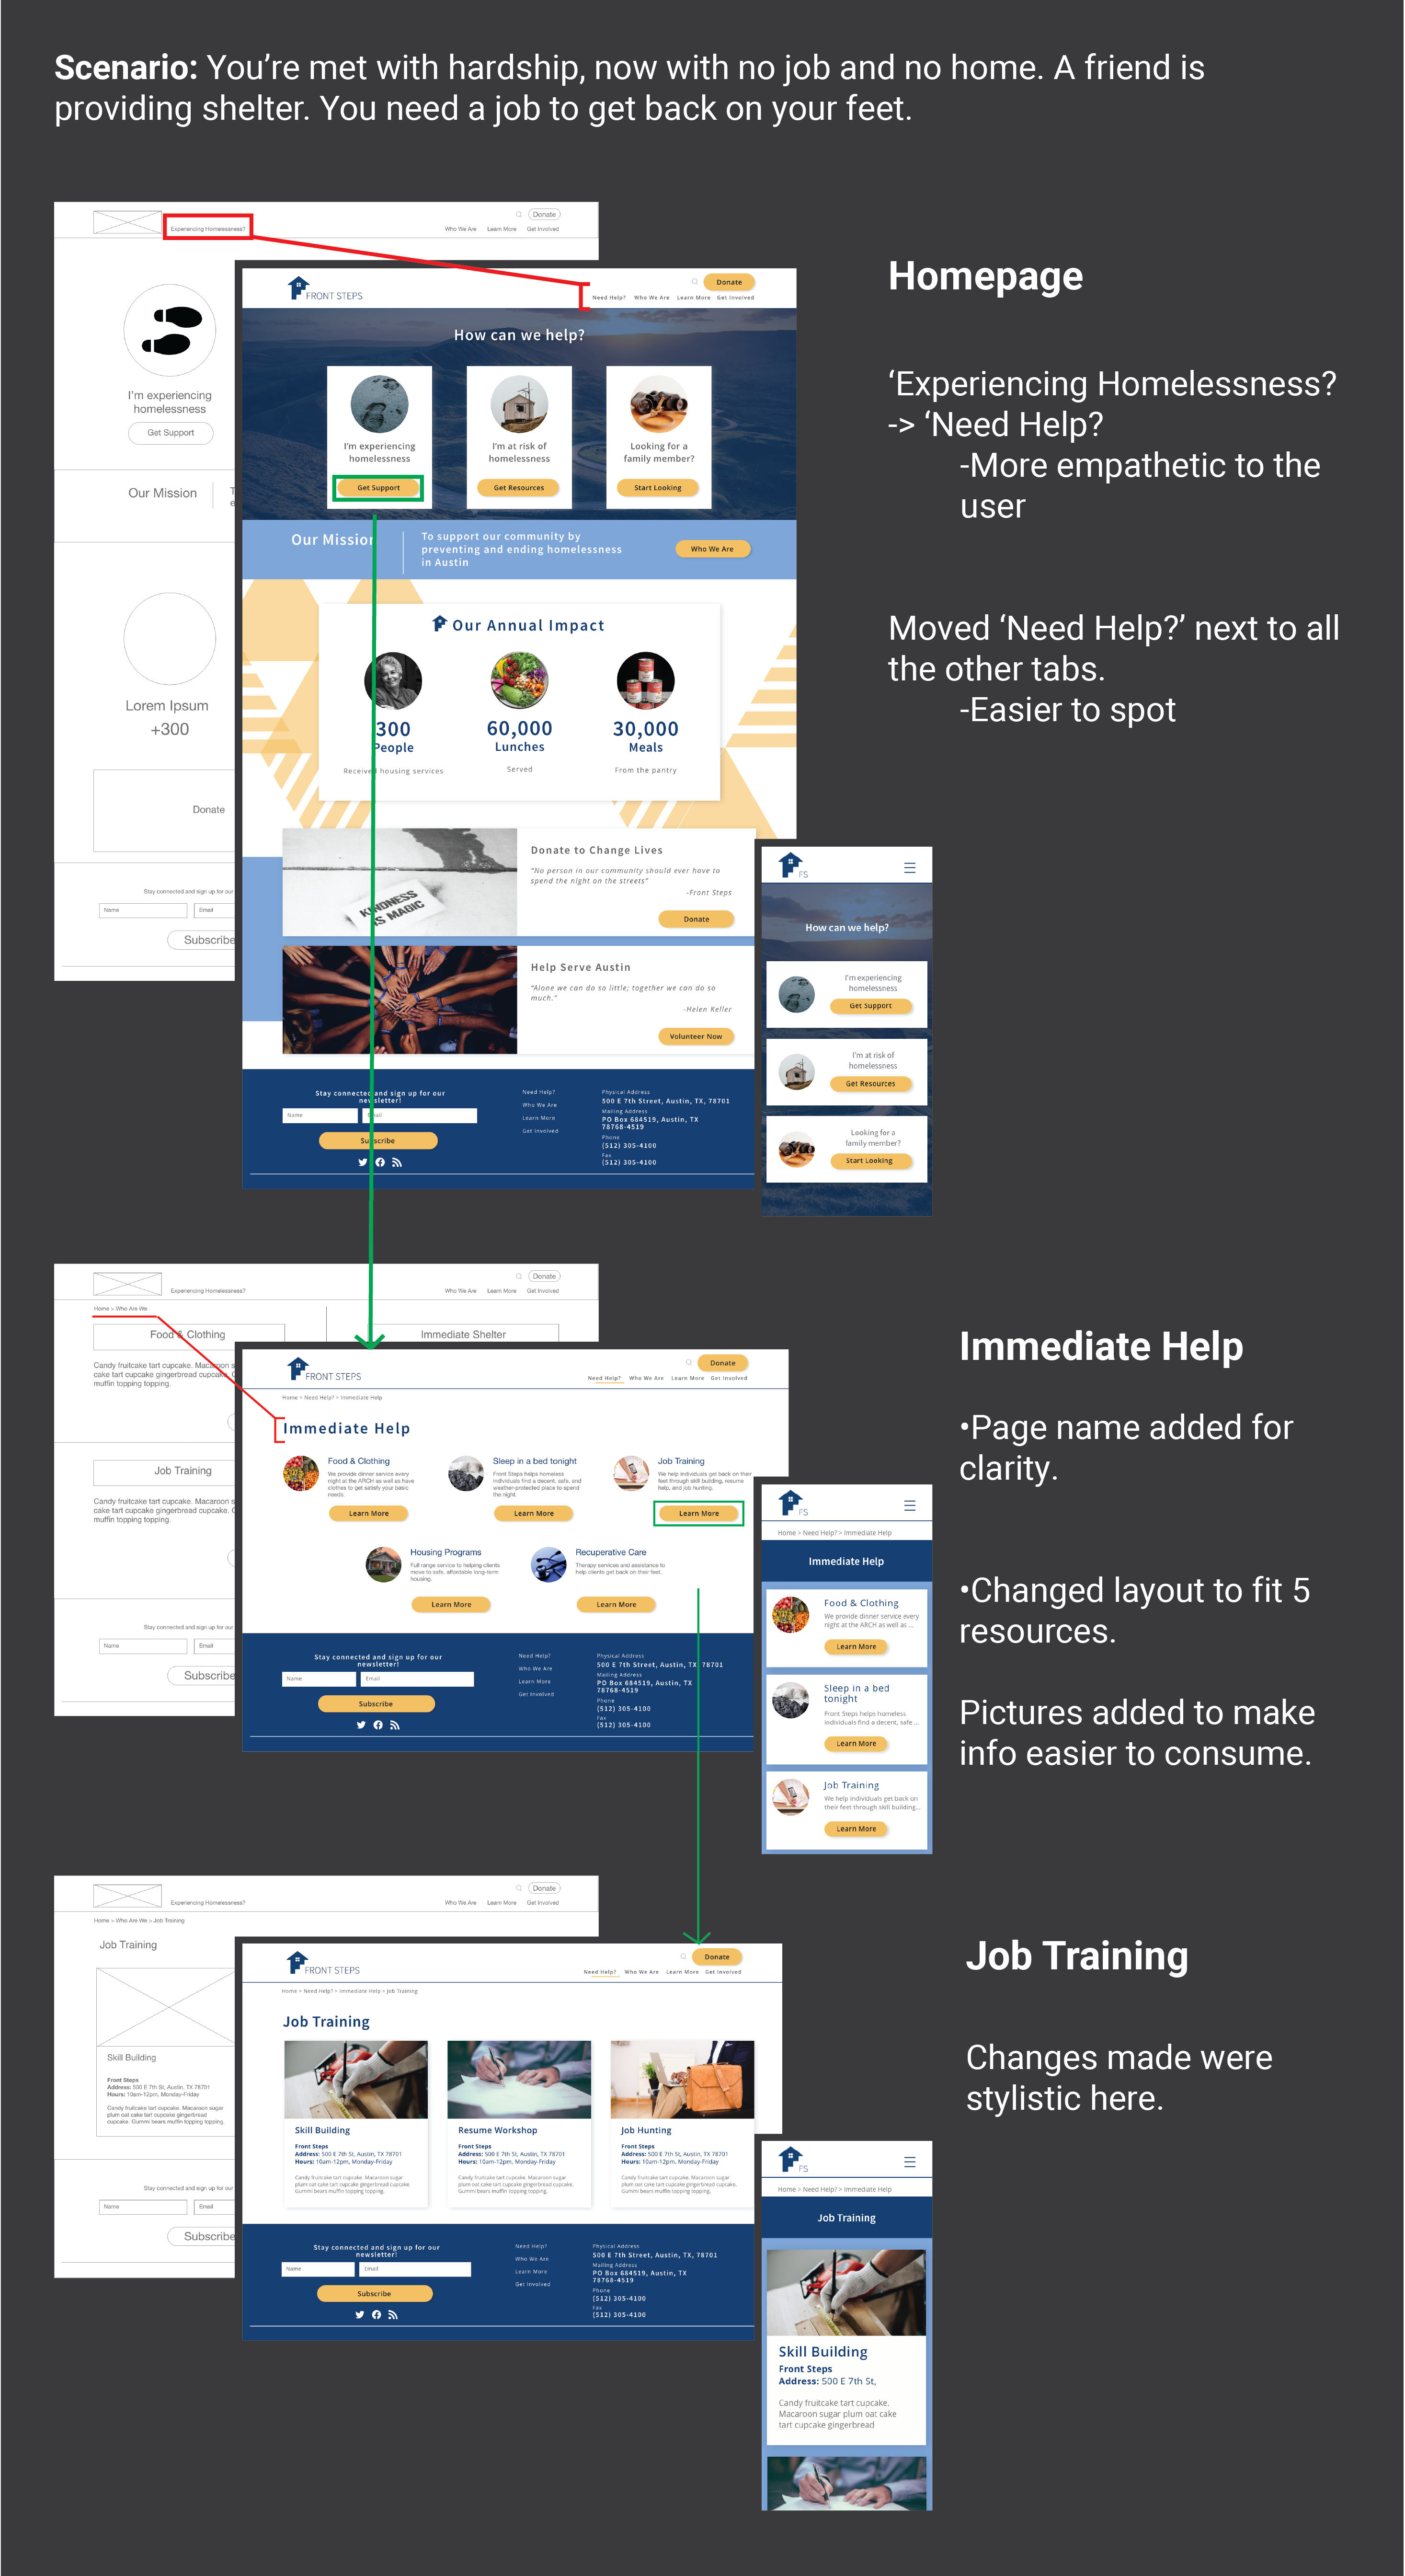 Scenario: You're met with hardship, now with no job and no home. A friend is
providing shelter. You need a job to get back on your feet.
Experiencing Homelessness?
Donate
Who We Are Learn More Get Involved
I'm experiencing
homelessness
Get Support
Our Mission
Lorem Ipsum
+300
Donate
Stay connected and sign up for our
Name Email
Subscribe
FRONT STEPS
Donate
Need Help? Who We Are Learn More Get Involved
How can we help?
I'm experiencing
homelessness
Get Support
I'm at risk of
homelessness
Get Resources
Looking for a
family member?
Start Looking
Our Mission
To support our community by
preventing and ending homelessness
in Austin
Who We Are
Our Annual Impact
300
People
Received housing services
60,000
Lunches
Served
30,000
Meals
From the pantry
KINDNESS
IS MAGIC
Donate to Change Lives
"No person in our community should ever have to
spend the night on the streets"
-Front Steps
Donate
Help Serve Austin
"Alone we can do so little; together we can do so
much."
-Helen Keller
Volunteer Now
Stay connected and sign up for our
newsletter!
Name Email
Subscribe
Need Help?
Who We Are
Learn More
Get Involved
Physical Address
500 E 7th Street, Austin, TX, 78701
Mailing Address
PO Box 684519, Austin, TX
78768-4519
Phone
(512) 305-4100
Fax
(512) 305-4100
FS
How can we help?
I'm experiencing
homelessness
Get Support
I'm at risk of
homelessness
Get Resources
Looking for a
family member?
Start Looking
Homepage
‘Experiencing Homelessness?
-> ‘Need Help?
-More empathetic to the
user
Moved ‘Need Help?’ next to all
the other tabs.
-Easier to spot
Experiencing Homelessness?
Donate
Who We Are Learn More Get Involved
Home > Who Are We
Food & Clothing
Immediate Shelter
Candy fruitcake tart cupcake. Macaroon s
cake tart cupcake gingerbread cupcake. G
muffin topping topping.
Job Training
Candy fruitcake tart cupcake. Macaroon s
cake tart cupcake gingerbread cupcake. G
muffin topping topping.
Stay connected and sign up for our
Name Email
Subscribe
FRONT STEPS
Donate
Need Help? Who We Are Learn More Get Involved
Home > Need Help? > Immediate Help
Immediate Help
Food & Clothing
We provide dinner service every
night at the ARCH as well as have
clothes to get satisfy your basic
needs.
Learn More
Sleep in a bed tonight
Front Steps helps homeless
individuals find a decent, safe, and
weather-protected place to spend
the night.
Learn More
Job Training
We help individuals get back on their
feet through skill building, resume
help, and job hunting.
Learn More
Housing Programs
Full range service to helping clients
move to safe, affordable long-term
housing.
Learn More
Recuperative Care
Therapy services and assistance to
help clients get back on their feet.
Learn More
Stay connected and sign up for our
newsletter!
Name Email
Subscribe
Need Help?
Who We Are
Learn More
Get Involved
Physical Address
500 E 7th Street, Austin, TX, 78701
Mailing Address
PO Box 684519, Austin, TX
78768-4519
Phone
(512) 305-4100
Fax
(512) 305-4100
FS
Home > Need Help? > Immediate Help
Immediate Help
Food & Clothing
We provide dinner service every
night at the ARCH as well as ...
Learn More
Sleep in a bed
tonight
Front Steps helps homeless
individuals find a decent, safe ...
Learn More
Job Training
We help individuals get back on
their feet through skill building...
Learn More
Immediate Help
•Page name added for
clarity.
•Changed layout to fit 5
resources.
Pictures added to make
info easier to consume.
Experiencing Homelessness?
Donate
Who We Are Learn More Get Involved
Home > Who Are We > Job Training
Job Training
Skill Building
Front Steps
Address: 500 E 7th St, Austin, TX 78701
Hours: 10am-12pm, Monday-Friday
Candy fruitcake tart cupcake. Macaroon sugar
plum oat cake tart cupcake gingerbread
cupcake. Gummi bears muffin topping topping.
Stay connected and sign up for our
Name Email
Subscribe
FRONT STEPS
Donate
Need Help? Who We Are Learn More Get Involved
Home > Need Help? > Immediate Help > Job Training
Job Training
Skill Building
Front Steps
Address: 500 E 7th St, Austin, TX 78701
Hours: 10am-12pm, Monday-Friday
Candy fruitcake tart cupcake. Macaroon sugar
plum oat cake tart cupcake gingerbread cupcake.
Gummi bears muffin topping topping.
Resume Workshop
Front Steps
Address: 500 E 7th St, Austin, TX 78701
Hours: 10am-12pm, Monday-Friday
Candy fruitcake tart cupcake. Macaroon sugar
plum oat cake tart cupcake gingerbread cupcake.
Gummi bears muffin topping topping.
Job Hunting
Front Steps
Address: 500 E 7th St, Austin, TX 78701
Hours: 10am-12pm, Monday-Friday
Candy fruitcake tart cupcake. Macaroon sugar
plum oat cake tart cupcake gingerbread cupcake.
Gummi bears muffin topping topping.
Stay connected and sign up for our
newsletter!
Name Email
Subscribe
Need Help?
Who We Are
Learn More
Get Involved
Physical Address
500 E 7th Street, Austin, TX, 78701
Mailing Address
PO Box 684519, Austin, TX
78768-4519
Phone
(512) 305-4100
Fax
(512) 305-4100
FS
Home > Need Help? > Immediate Help
Job Training
Skill Building
Front Steps
Address: 500 E 7th St,
Candy fruitcake tart cupcake.
Macaroon sugar plum oat cake
tart cupcake gingerbread
Job Training
Changes made were
stylistic here.